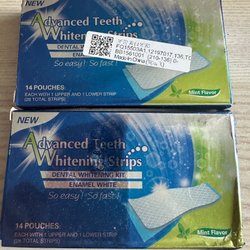 NEW
Advanced Teeth
Whitening Strips
DENTAL WHITENING
ENAMEL
So easy! So fast!
Made in China
14 POUCHES
EACH WITH 1 UPPER AND 1 LOWER STRIP
(28 TOTAL STRIPS)
Mint Flavor
NEW
Advanced Teeth
Whitening Strips
DENTAL WHITENING KIT
ENAMEL WHITE
So easy! So fast!
14 POUCHES
EACH WITH 1 UPPER AND 1 LOWER STRIP
(28 TOTAL STRIPS)
Mint Flavor